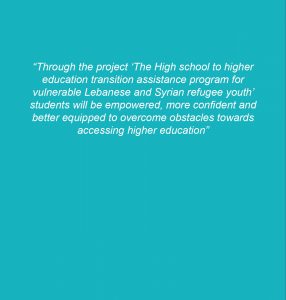 “Through the project ‘The High school to higher
education transition assistance program for
vulnerable Lebanese and Syrian refugee youth’
students will be empowered, more confident and
better equipped to overcome obstacles towards
accessing higher education”